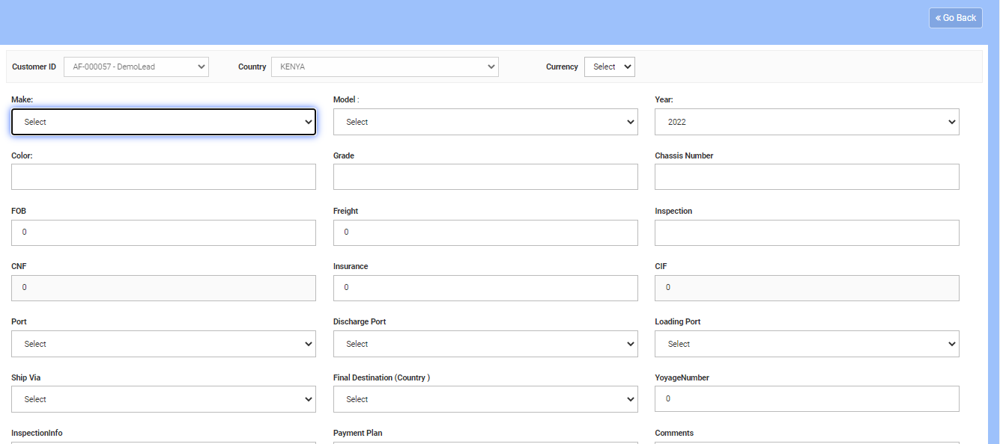 « Go Back
Customer ID AF-000057 - DemoLead Country KENYA Currency Select
Make: Model : Year:
Select Select 2022
Color: Grade Chassis Number
FOB Freight Inspection
0 0
CNF Insurance CIF
0 0 0
Port Discharge Port Loading Port
Select Select Select
Ship Via Final Destination (Country ) YoyageNumber
Select Select 0
InspectionInfo Payment Plan Comments